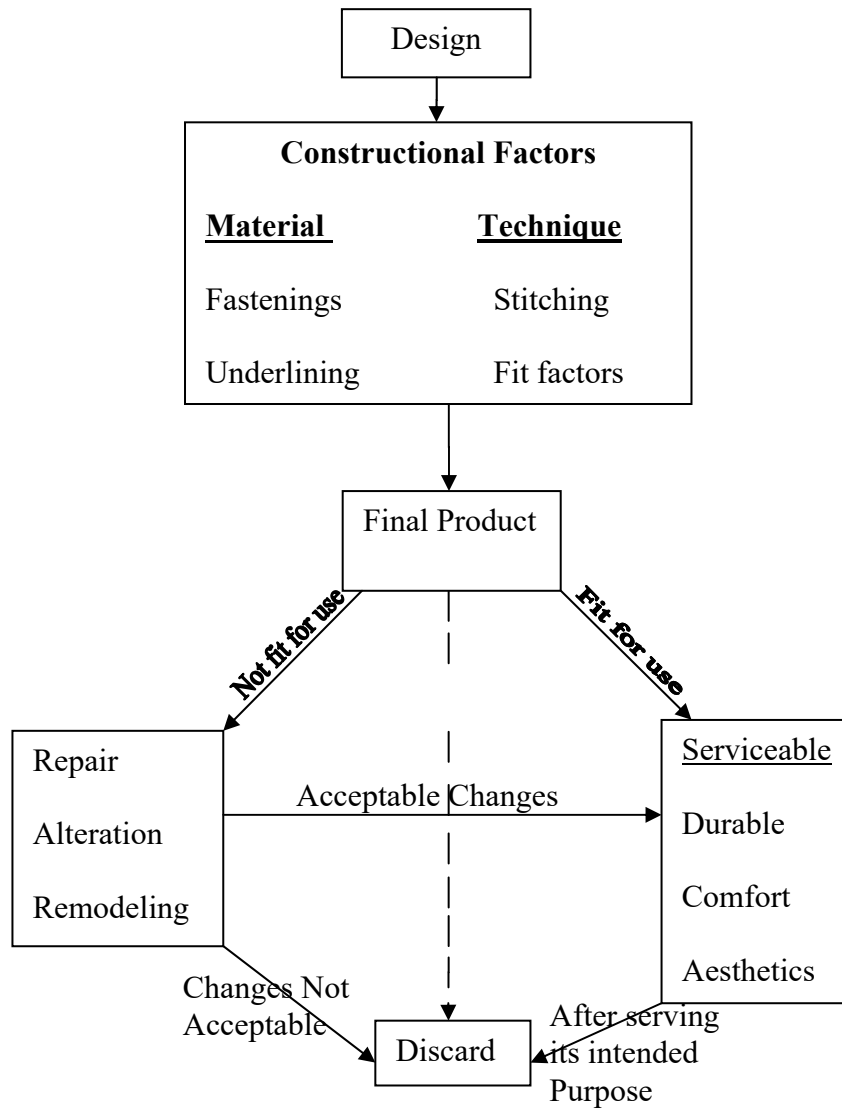 Design
Constructional Factors
Material Technique
Fastenings Stitching
Underlining Fit factors
Final Product
Not fit for use
Fit for use
Repair
Alteration
Remodeling
Acceptable Changes
Serviceable
Durable
Comfort
Aesthetics
Changes Not
Acceptable
Discard
After serving
its intended
Purpose